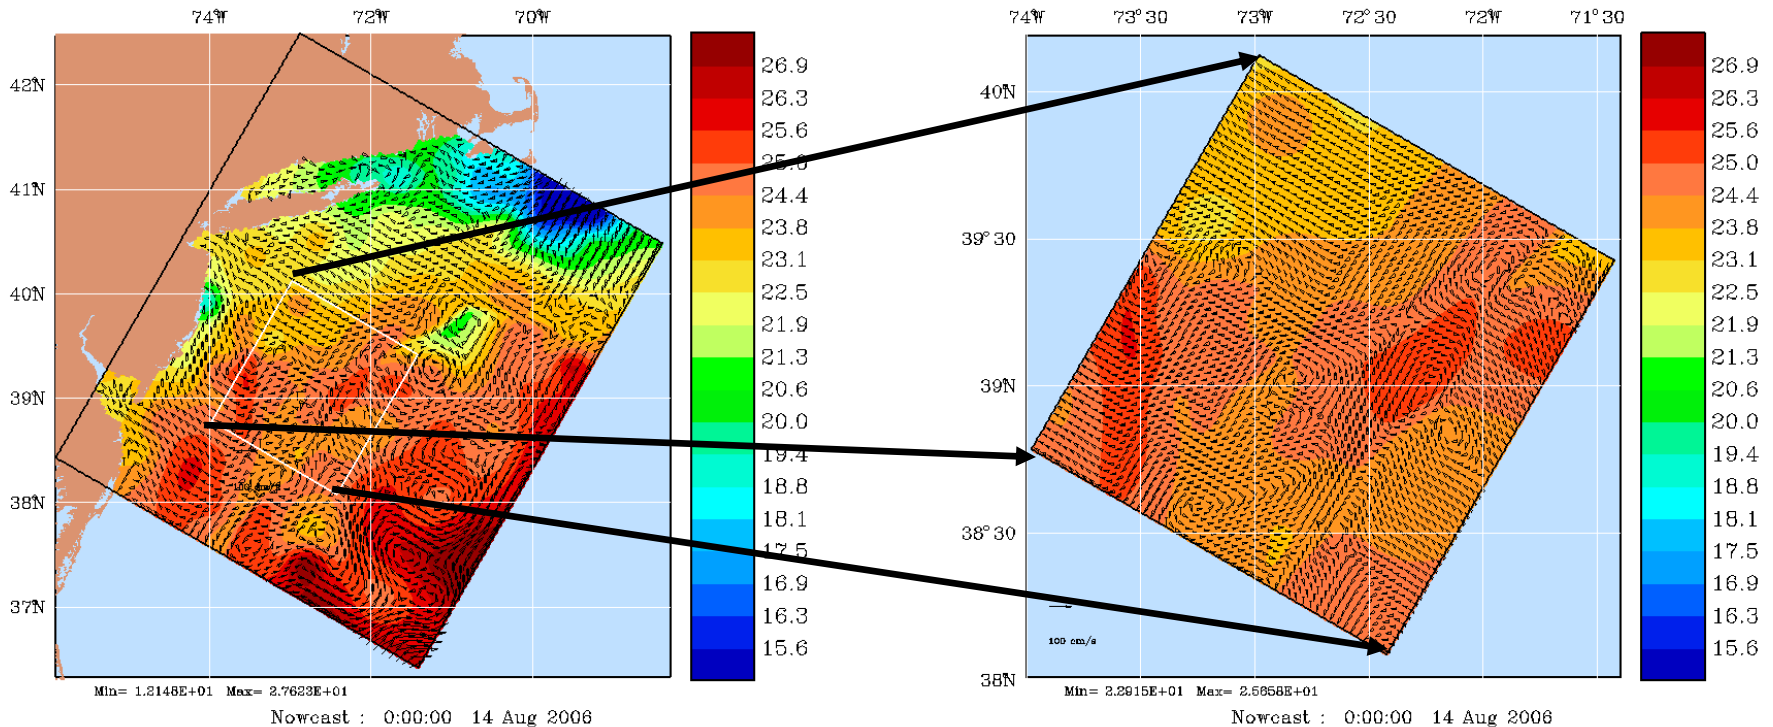 74°W 72°W 70°W
42°N
41°N
40°N
39°N
38°N
37°N
100 cm/s
26.9
26.3
25.6
25.0
24.4
23.8
23.1
22.5
21.9
21.3
20.6
20.0
19.4
18.8
18.1
17.5
16.9
16.3
15.6
Min= 1.2148E+01 Max= 2.7623E+01
Nowcast : 0:00:00 14 Aug 2006
74°W 73°30 73°W 72°30 72°W 71°30
40°N
39°30
39°N
38°30
38°N
100 cm/s
26.9
26.3
25.6
25.0
24.4
23.8
23.1
22.5
21.9
21.3
20.6
20.0
19.4
18.8
18.1
17.5
16.9
16.3
15.6
Min= 2.2915E+01 Max= 2.5658E+01
Nowcast : 0:00:00 14 Aug 2006